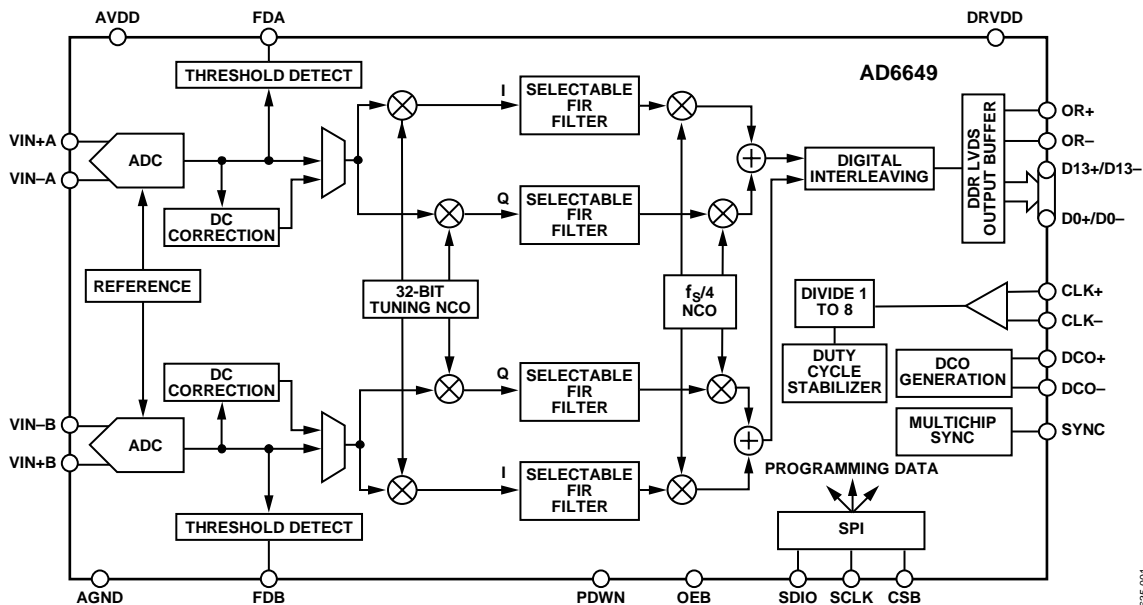 AVDD
FDA
DRVDD
THRESHOLD DETECT
AD6649
VIN+A
VIN–A
ADC
DC
CORRECTION
I
SELECTABLE
FIR
FILTER
Q
SELECTABLE
FIR
FILTER
DIGITAL
INTERLEAVING
DDR LVDS
OUTPUT BUFFER
OR+
OR–
D13+/D13–
D0+/D0–
REFERENCE
32-BIT
TUNING NCO
fS/4
NCO
DIVIDE 1
TO 8
CLK+
CLK–
DUTY
CYCLE
STABILIZER
DCO
GENERATION
DCO+
DCO–
DC
CORRECTION
Q
SELECTABLE
FIR
FILTER
VIN–B
VIN+B
ADC
MULTICHIP
SYNC
SYNC
I
SELECTABLE
FIR
FILTER
PROGRAMMING DATA
THRESHOLD DETECT
SPI
AGND
FDB
PDWN
OEB
SDIO
SCLK
CSB